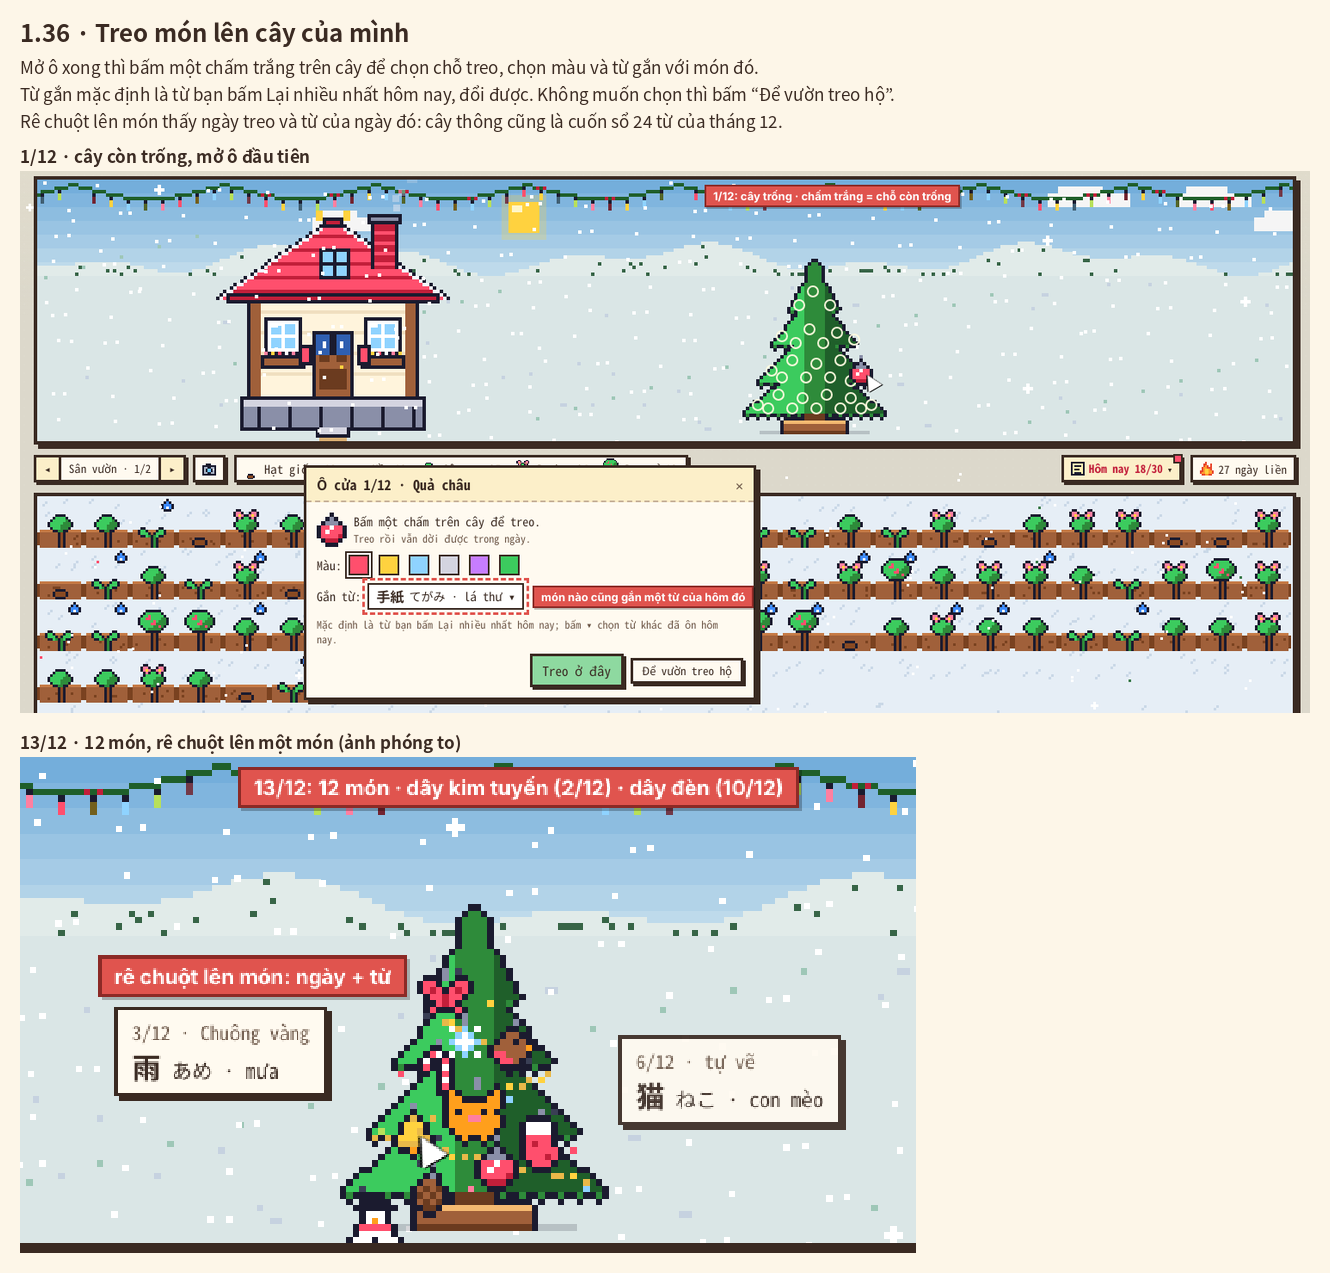 1.36 · Treo món lên cây của mình
Mở ô xong thì bấm một chấm trắng trên cây để chọn chỗ treo, chọn màu và từ gắn với món đó.
Từ gắn mặc định là từ bạn bấm Lại nhiều nhất hôm nay, đổi được. Không muốn chọn thì bấm “Để vườn treo hộ”.
Rê chuột lên món thấy ngày treo và từ của ngày đó: cây thông cũng là cuốn sổ 24 từ của tháng 12.
1/12 · cây còn trống, mở ô đầu tiên
1/12: cây trống · chấm trắng = chỗ còn trống
◂ Sân vườn · 1/2 ▸
Hạt
Hôm nay 18/30 ▾
27 ngày liền
Ô cửa 1/12 · Quả châu ×
Bấm một chấm trên cây để treo.
Treo rồi vẫn dời được trong ngày.
Màu:
Gắn từ: 手紙 てがみ · lá thư ▾
món nào cũng gắn một từ của hôm đó
Mặc định là từ bạn bấm Lại nhiều nhất hôm nay; bấm ▾ chọn từ khác đã ôn hôm
nay.
Treo ở đây
Để vườn treo hộ
13/12 · 12 món, rê chuột lên một món (ảnh phóng to)
13/12: 12 món · dây kim tuyến (2/12) · dây đèn (10/12)
rê chuột lên món: ngày + từ
3/12 · Chuông vàng
雨 あめ · mưa
6/12 · tự vẽ
猫 ねこ · con mèo